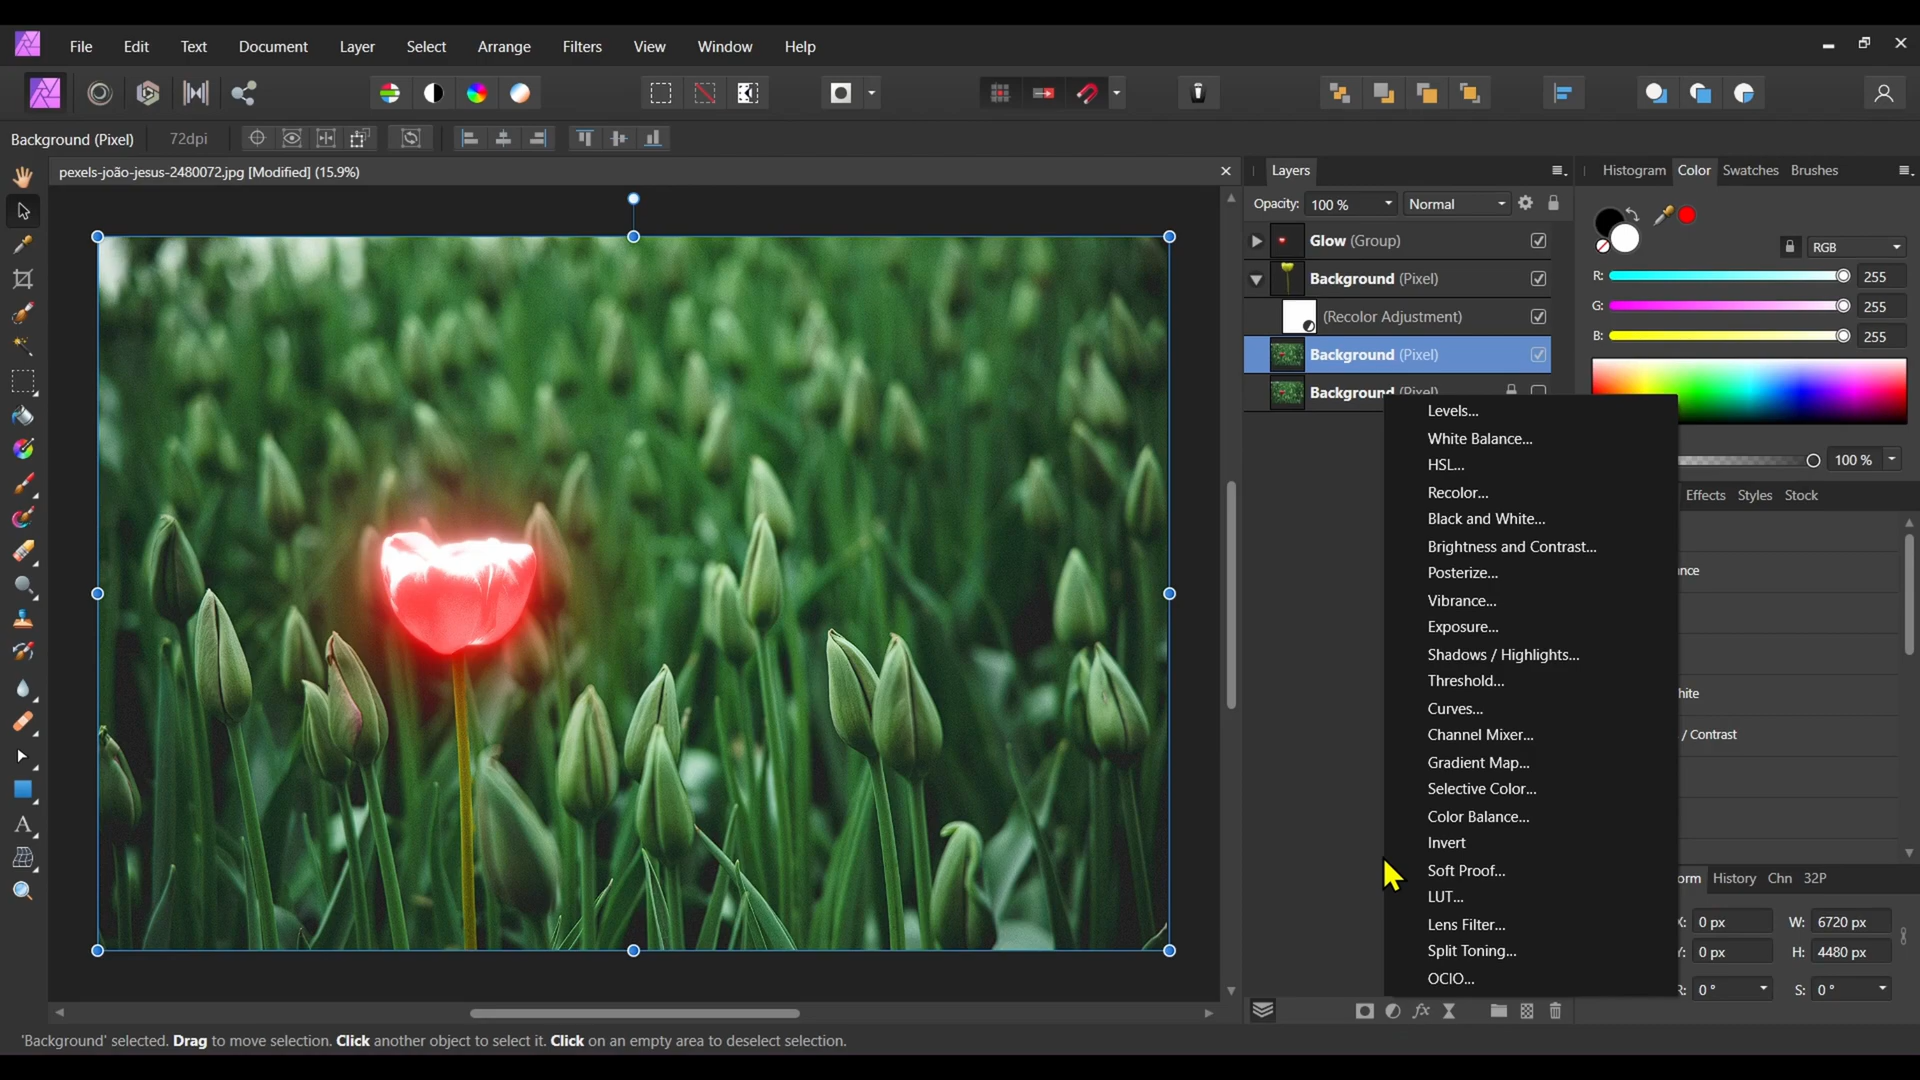 File Edit Text Document Layer Select Arrange Filters View Window Help
Background (Pixel) 72dpi
pexels-joão-jesus-2480072.jpg [Modified] (15.9%)
Layers
Histogram Color Swatches Brushes
Opacity: 100 % Normal
Glow (Group)
Background (Pixel)
(Recolor Adjustment)
Background (Pixel)
Background (Pixel)
RGB
R: 255
G: 255
B: 255
100 %
Effects Styles Stock
Levels...
White Balance...
HSL...
Recolor...
Black and White...
Brightness and Contrast...
Posterize...
Vibrance...
Exposure...
Shadows / Highlights...
Threshold...
Curves...
Channel Mixer...
Gradient Map...
Selective Color...
Color Balance...
Invert
Soft Proof...
LUT...
Lens Filter...
Split Toning...
OCIO...
nce
hite
/ Contrast
orm History Chn 32P
X: 0 px W: 6720 px
Y: 0 px H: 4480 px
R: 0 ° S: 0 °
A
'Background' selected. Drag to move selection. Click another object to select it. Click on an empty area to deselect selection.